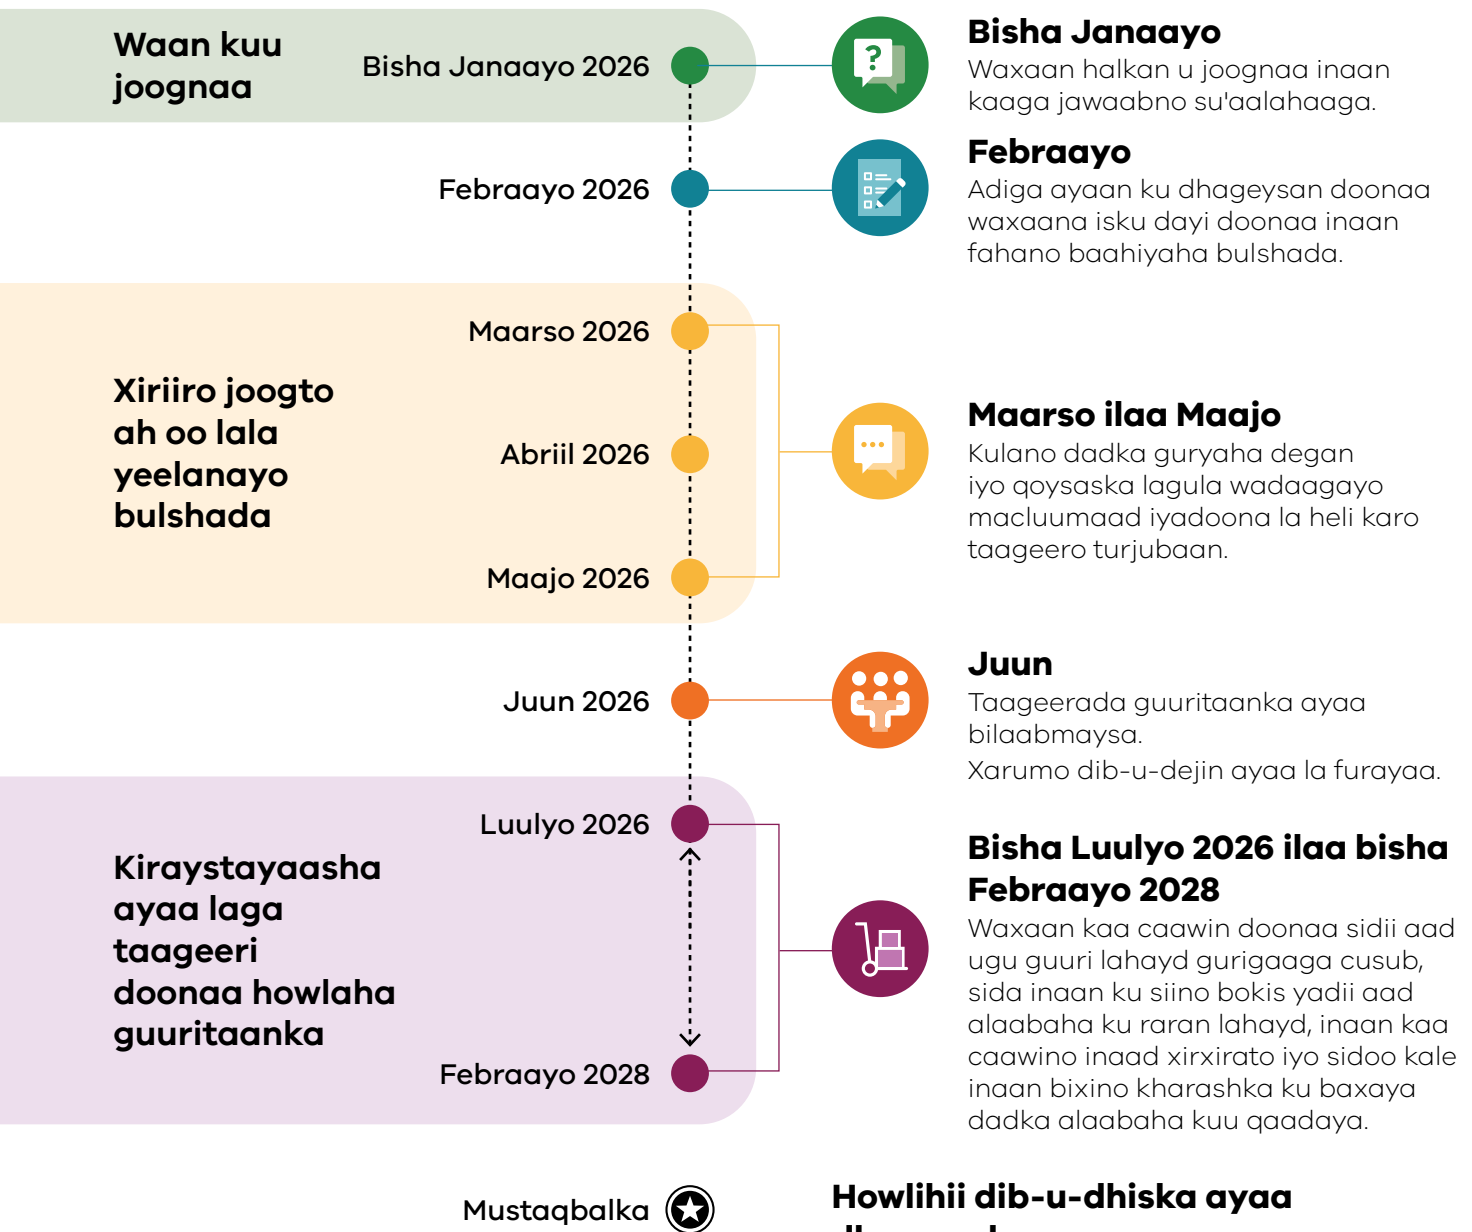 Waan kuu
joognaa
Bisha Janaayo 2026
Bisha Janaayo
Waxaan halkan u joognaa inaan
kaaga jawaabno su'aalahaaga.
Febraayo 2026
Febraayo
Adiga ayaan ku dhageysan doonaa
waxaana isku dayi doonaa inaan
fahano baahiyaha bulshada.
Xiriiro joogto
ah oo lala
yeelanayo
bulshada
Maarso 2026
Abriil 2026
Maajo 2026
Maarso ilaa Maajo
Kulano dadka guryaha degan
iyo qoysaska lagula wadaagayo
macluumaad iyadoona la heli karo
taageero turjubaan.
Juun 2026
Juun
Taageerada guuritaanka ayaa
bilaabmaysa.
Xarumo dib-u-dejin ayaa la furayaa.
Kiraystayaasha
ayaa laga
taageeri
doonaa howlaha
guuritaanka
Luulyo 2026
Febraayo 2028
Bisha Luulyo 2026 ilaa bisha
Febraayo 2028
Waxaan kaa caawin doonaa sidii aad
ugu guuri lahayd gurigaaga cusub,
sida inaan ku siino bokis yadii aad
alaabaha ku raran lahayd, inaan kaa
caawino inaad xirxirato iyo sidoo kale
inaan bixino kharashka ku baxaya
dadka alaabaha kuu qaadaya.
Mustaqbalka
Howlihii dib-u-dhiska ayaa